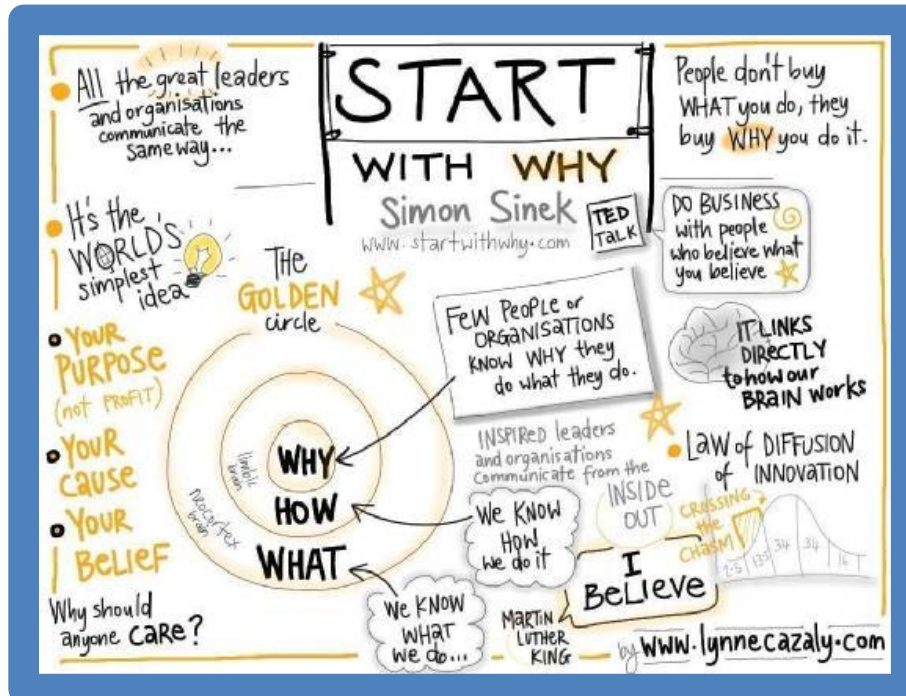 All the great leaders
and organisations
communicate the
same way...
START
WITH WHY
Simon Sinek
www.startwithwhy.com
TED
TALK
People don't buy
WHAT you do, they
buy WHY you do it.
DO BUSINESS
with people
who believe what
you believe
It's the
WORLD'S
simplest
idea
THE
GOLDEN
circle
FEW PEOPLE or
ORGANISATIONS
KNOW WHY they
do what they do.
IT LINKS
DIRECTLY
to how our
BRAIN works
YOUR
PURPOSE
(not PROFIT)
YOUR
CAUSE
YOUR
BELIEF
Why should
anyone CARE?
WHY
limbic
brain
HOW
neocortex
brain
WHAT
INSPIRED leaders
and organisations
communicate from the
INSIDE
OUT
We KNOW
HOW
we do it
We KNOW
WHAT
we do...
I
BeLieve
MARTIN
LUTHER
KING
LAW of DIFFUSION
of INNOVATION
CROSSING
the
CHASM
2.5 13.5 34 34 16
by www.lynnecazaly.com